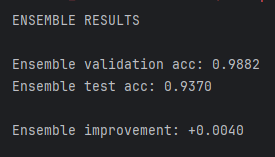 ENSEMBLE RESULTS
Ensemble validation acc: 0.9882
Ensemble test acc: 0.9370
Ensemble improvement: +0.0040